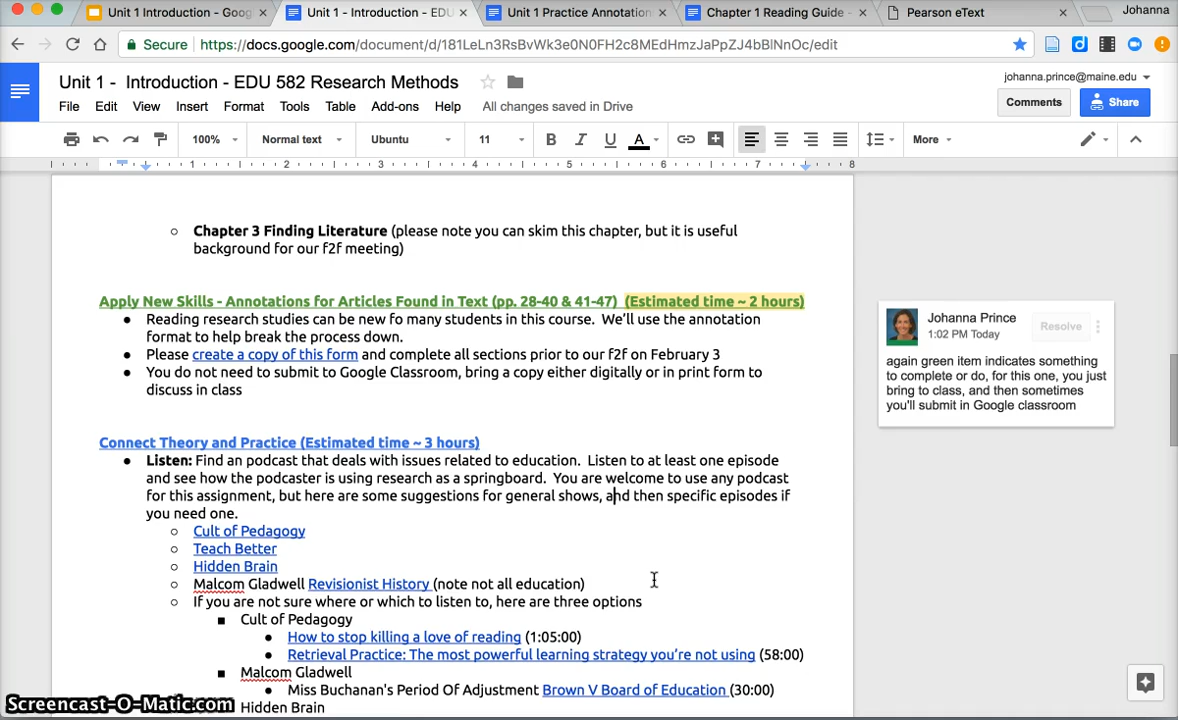 Unit 1 Introduction - Goog
Unit 1 - Introduction - EDU
Unit 1 Practice Annotation
Chapter 1 Reading Guide -
Pearson eText
Johanna
Secure
https://docs.google.com/document/d/181LeLn3RsBvWk3e0N0FH2c8MEdHmzJaPpZJ4bBlNnOc/edit
Unit 1 - Introduction - EDU 582 Research Methods
johanna.prince@maine.edu
File Edit View Insert Format Tools Table Add-ons Help All changes saved in Drive
Comments
Share
100% Normal text Ubuntu 11 B I U A More
1 2 3 4 5 6 7 8
Chapter 3 Finding Literature (please note you can skim this chapter, but it is useful
background for our f2f meeting)
Apply New Skills - Annotations for Articles Found in Text (pp. 28-40 & 41-47) (Estimated time ~ 2 hours)
Reading research studies can be new fo many students in this course. We'll use the annotation
format to help break the process down.
Please create a copy of this form and complete all sections prior to our f2f on February 3
You do not need to submit to Google Classroom, bring a copy either digitally or in print form to
discuss in class
Johanna Prince
1:02 PM Today
Resolve
again green item indicates something
to complete or do, for this one, you just
bring to class, and then sometimes
you'll submit in Google classroom
Connect Theory and Practice (Estimated time ~ 3 hours)
Listen: Find an podcast that deals with issues related to education. Listen to at least one episode
and see how the podcaster is using research as a springboard. You are welcome to use any podcast
for this assignment, but here are some suggestions for general shows, and then specific episodes if
you need one.
Cult of Pedagogy
Teach Better
Hidden Brain
Malcom Gladwell Revisionist History (note not all education)
If you are not sure where or which to listen to, here are three options
Cult of Pedagogy
How to stop killing a love of reading (1:05:00)
Retrieval Practice: The most powerful learning strategy you're not using (58:00)
Malcom Gladwell
Miss Buchanan's Period Of Adjustment Brown V Board of Education (30:00)
Hidden Brain
Screencast-O-Matic.com